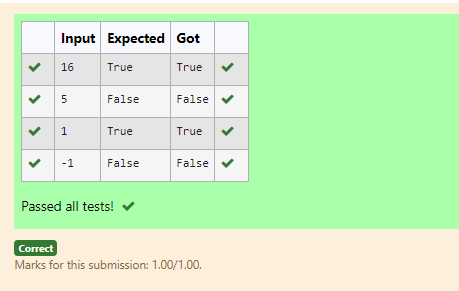 Input Expected Got
16 True True
5 False False
1 True True
-1 False False
Passed all tests!
Correct
Marks for this submission: 1.00/1.00.